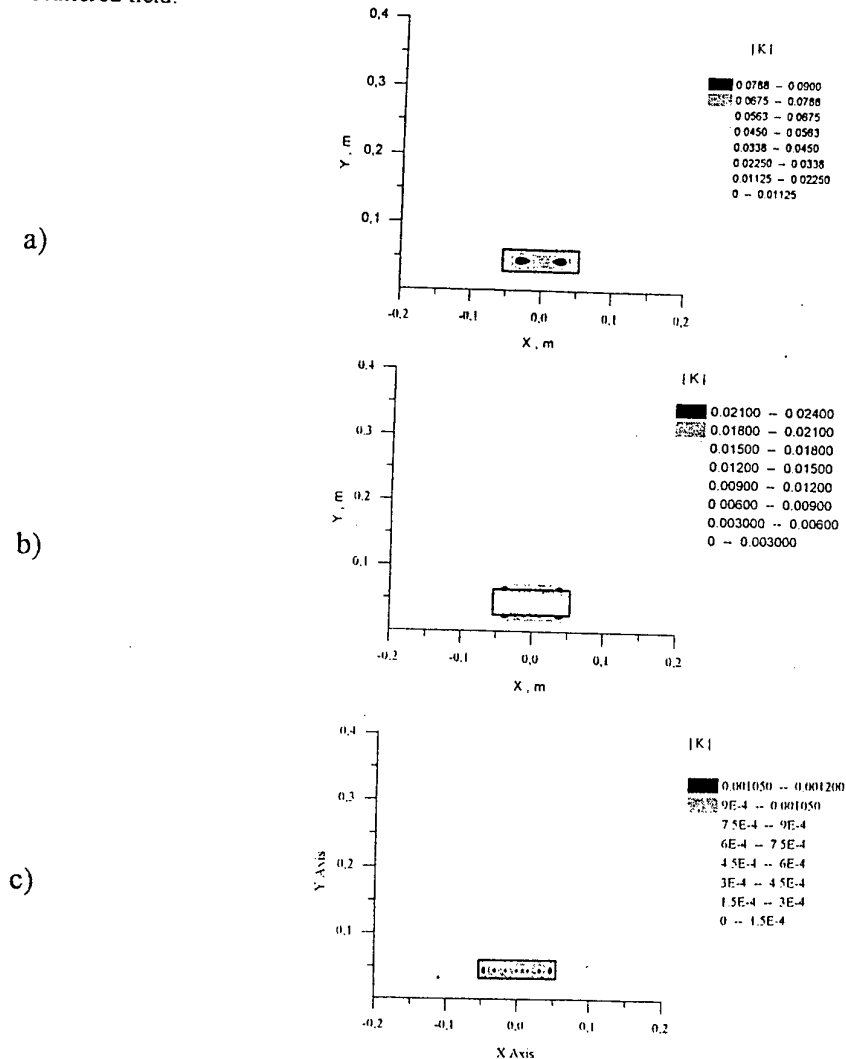 field.
a)
0,4
0,3
0,2
0,1
Y, m
-0,2 -0,1 0,0 0,1 0,2
X, m
|K|
0.0788 – 0.0900
0.0675 – 0.0788
0.0563 – 0.0675
0.0450 – 0.0563
0.0338 – 0.0450
0.02250 – 0.0338
0.01125 – 0.02250
0 – 0.01125
b)
0,4
0,3
0,2
0,1
Y, m
-0,2 -0,1 0,0 0,1 0,2
X, m
|K|
0.02100 -- 0.02400
0.01800 -- 0.02100
0.01500 -- 0.01800
0.01200 -- 0.01500
0.00900 -- 0.01200
0.00600 -- 0.00900
0.003000 -- 0.00600
0 -- 0.003000
c)
0,4
0,3
0,2
0,1
Y Axis
-0,2 -0,1 0,0 0,1 0,2
X Axis
|K|
0.001050 -- 0.001200
9E-4 -- 0.001050
7.5E-4 -- 9E-4
6E-4 -- 7.5E-4
4.5E-4 -- 6E-4
3E-4 -- 4.5E-4
1.5E-4 -- 3E-4
0 -- 1.5E-4